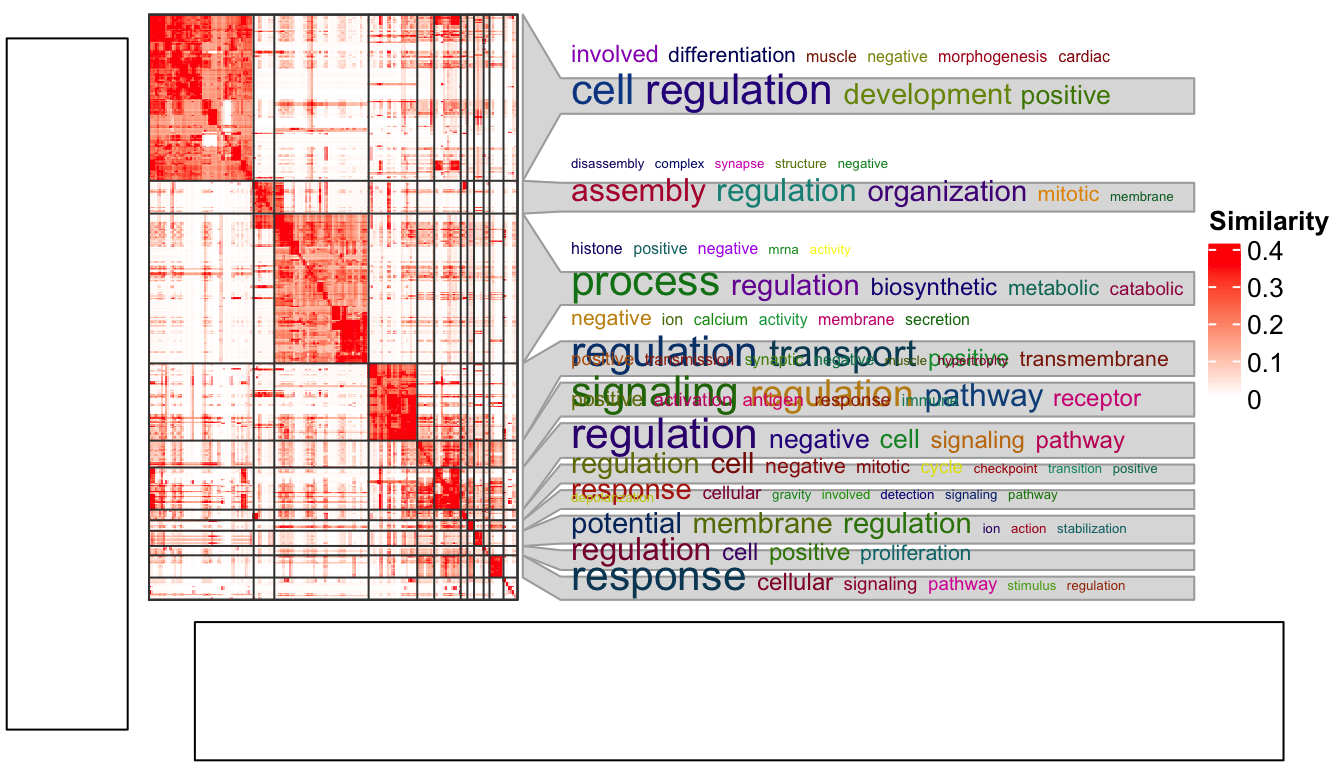 involved differentiation muscle negative morphogenesis cardiac
cell regulation development positive
disassembly complex synapse structure negative
assembly regulation organization mitotic membrane
histone positive negative mrna activity
process regulation biosynthetic metabolic catabolic
negative ion calcium activity membrane secretion
regulation transport positive transmembrane
positive transmission synaptic negative muscle hypertrophy
signaling regulation pathway receptor
positive activation antigen response immune
regulation negative cell signaling pathway
regulation cell negative mitotic cycle checkpoint transition positive
response cellular gravity involved detection signaling pathway
depolarization
potential membrane regulation ion action stabilization
regulation cell positive proliferation
response cellular signaling pathway stimulus regulation
Similarity
0.4
0.3
0.2
0.1
0